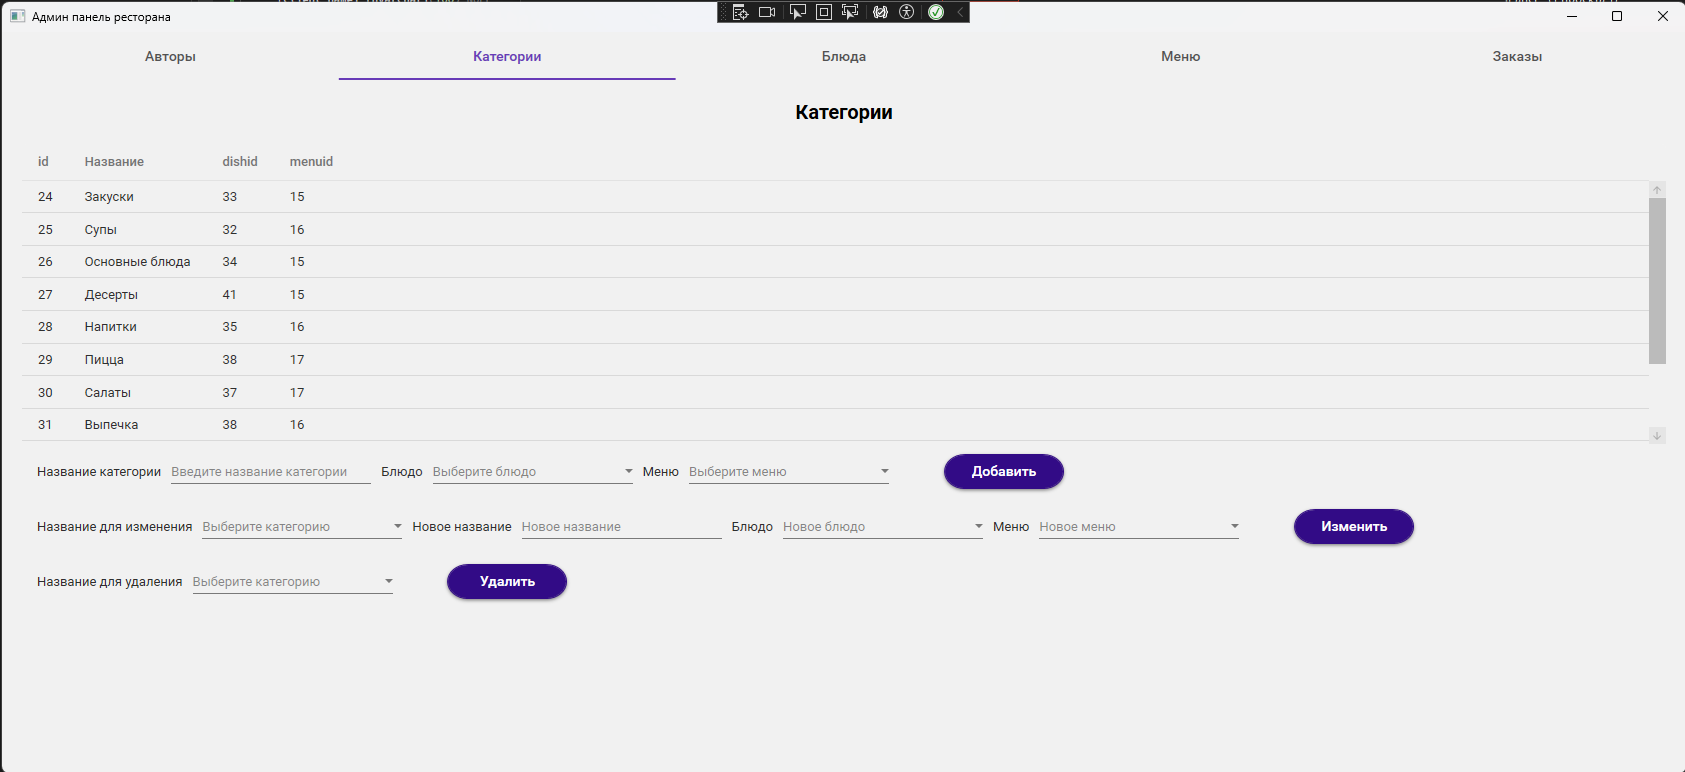 Админ панель ресторана
Авторы Категории Блюда Меню Заказы
Категории
id Название dishid menuid
24 Закуски 33 15
25 Супы 32 16
26 Основные блюда 34 15
27 Десерты 41 15
28 Напитки 35 16
29 Пицца 38 17
30 Салаты 37 17
31 Выпечка 38 16
Название категории Введите название категории Блюдо Выберите блюдо Меню Выберите меню Добавить
Название для изменения Выберите категорию Новое название Новое название Блюдо Новое блюдо Меню Новое меню Изменить
Название для удаления Выберите категорию Удалить